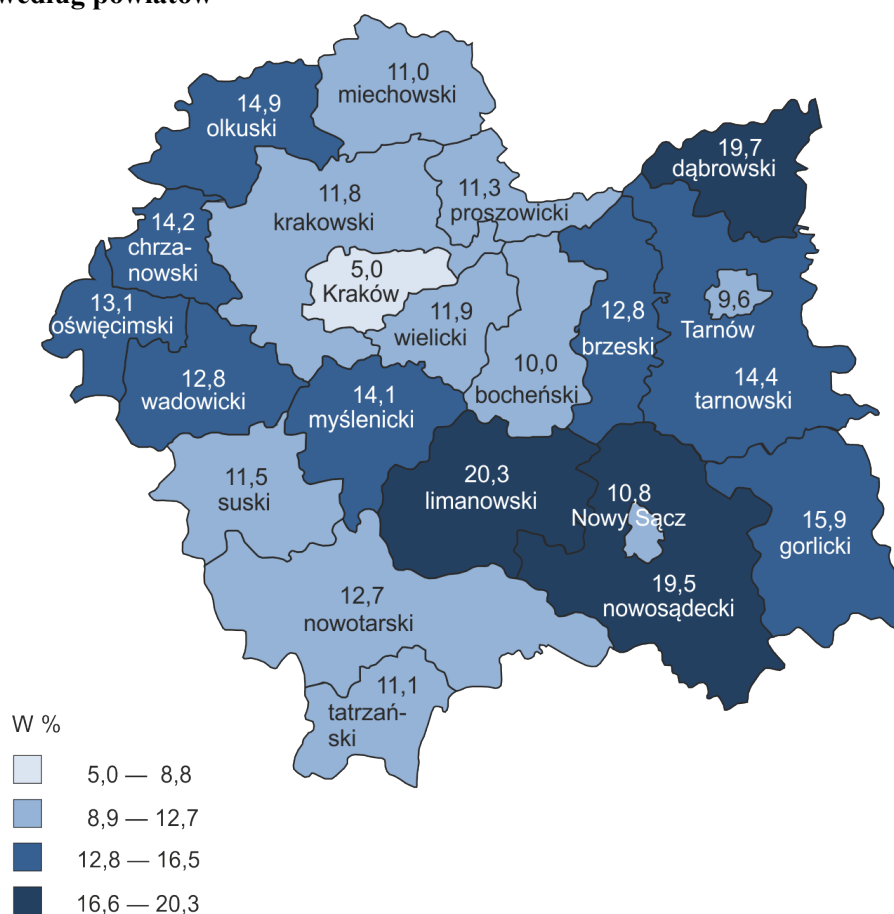 według powiatów
11,0
miechowski
14,9
olkuski
19,7
dąbrowski
11,8
krakowski
11,3
proszowicki
14,2
chrza-
nowski
5,0
Kraków
13,1
oświęcimski
11,9
wielicki
12,8
brzeski
9,6
Tarnów
12,8
wadowicki
14,1
myślenicki
10,0
bocheński
14,4
tarnowski
11,5
suski
20,3
limanowski
10,8
Nowy Sącz
15,9
gorlicki
12,7
nowotarski
19,5
nowosądecki
11,1
tatrzań-
ski
W %
5,0 — 8,8
8,9 — 12,7
12,8 — 16,5
16,6 — 20,3